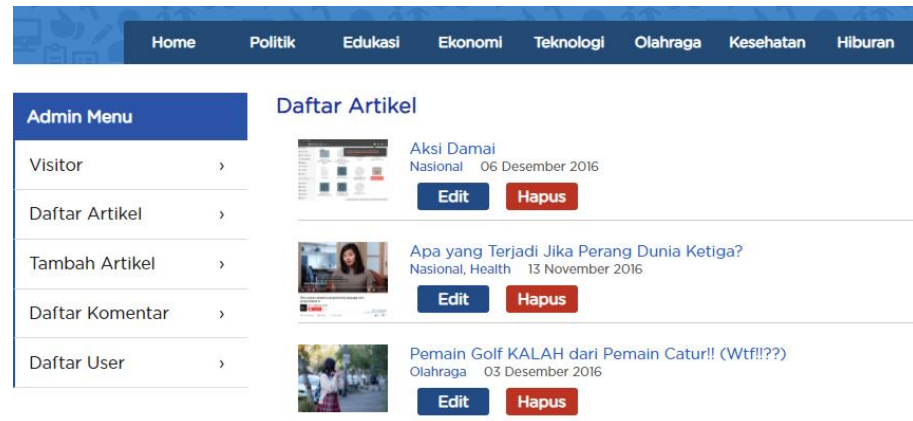 Home Politik Edukasi Ekonomi Teknologi Olahraga Kesehatan Hiburan
Admin Menu
Visitor ›
Daftar Artikel ›
Tambah Artikel ›
Daftar Komentar ›
Daftar User ›
Daftar Artikel
Aksi Damai
Nasional 06 Desember 2016
Edit Hapus
Apa yang Terjadi Jika Perang Dunia Ketiga?
Nasional, Health 13 November 2016
Edit Hapus
Pemain Golf KALAH dari Pemain Catur!! (Wtf!!??)
Olahraga 03 Desember 2016
Edit Hapus